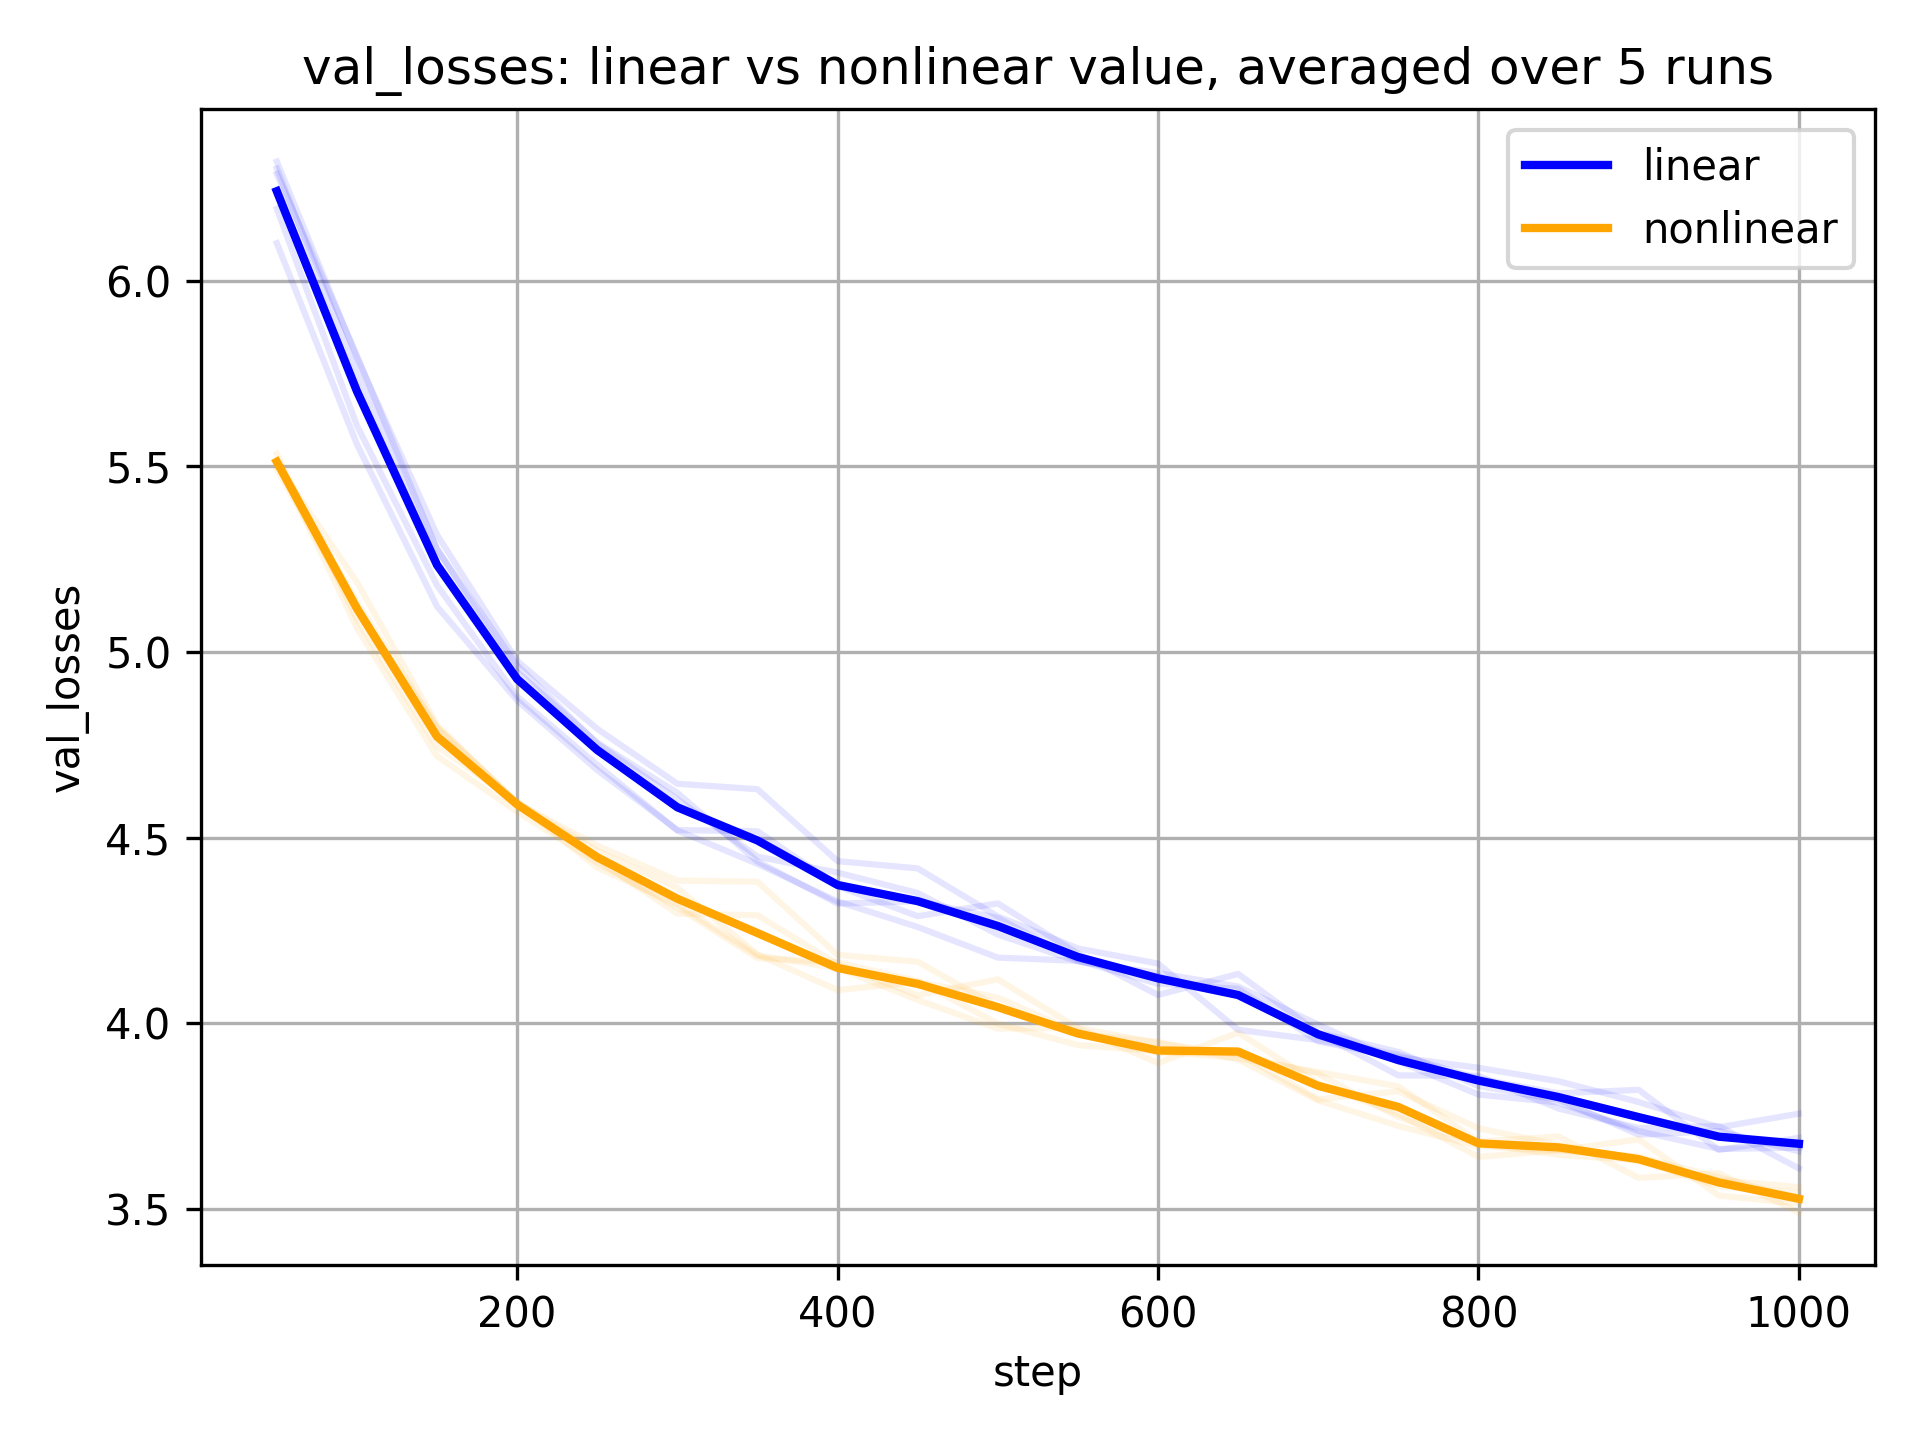 val_losses: linear vs nonlinear value, averaged over 5 runs
linear
nonlinear
6.0
5.5
5.0
4.5
4.0
3.5
val_losses
200
400
600
800
1000
step